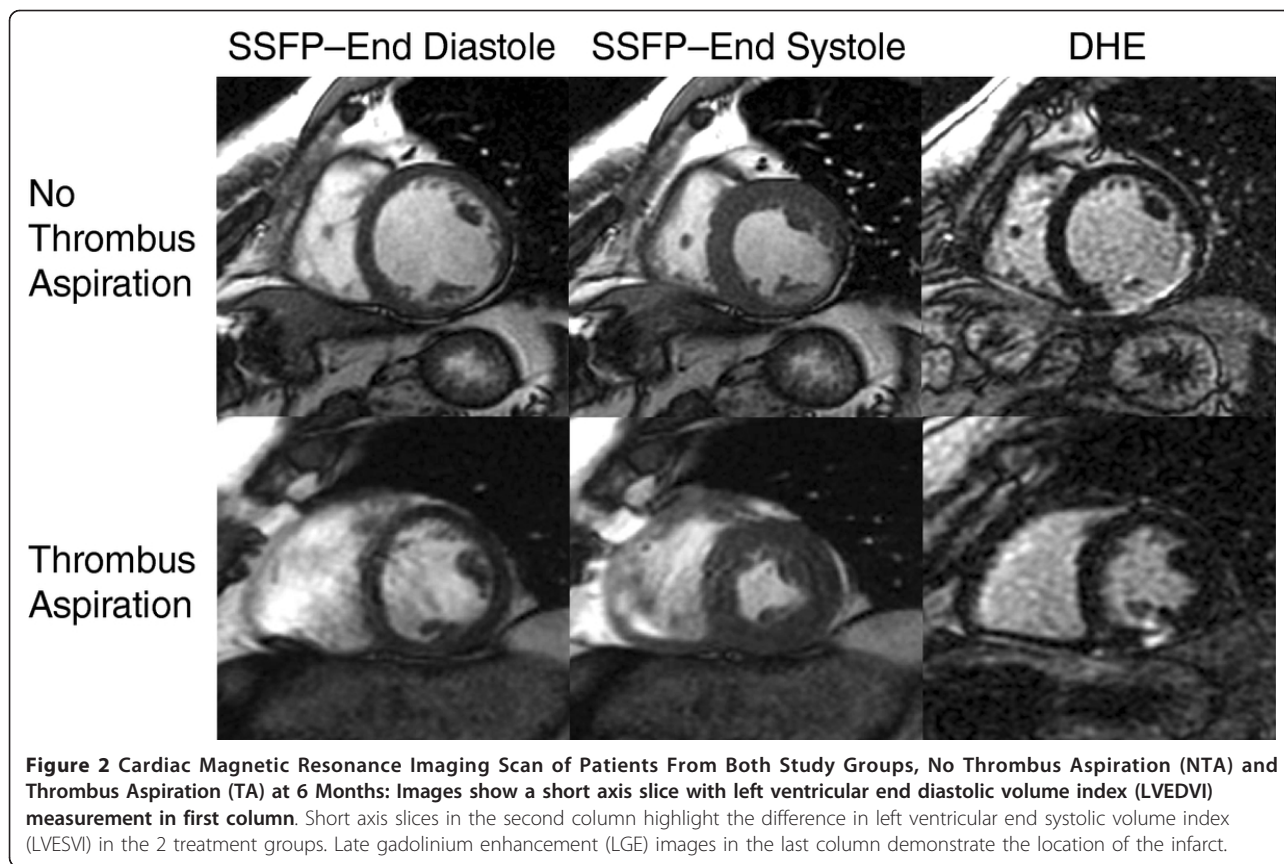 SSFP–End Diastole SSFP–End Systole DHE
No
Thrombus
Aspiration
Thrombus
Aspiration
Figure 2 Cardiac Magnetic Resonance Imaging Scan of Patients From Both Study Groups, No Thrombus Aspiration (NTA) and
Thrombus Aspiration (TA) at 6 Months: Images show a short axis slice with left ventricular end diastolic volume index (LVEDVI)
measurement in first column. Short axis slices in the second column highlight the difference in left ventricular end systolic volume index
(LVESVI) in the 2 treatment groups. Late gadolinium enhancement (LGE) images in the last column demonstrate the location of the infarct.